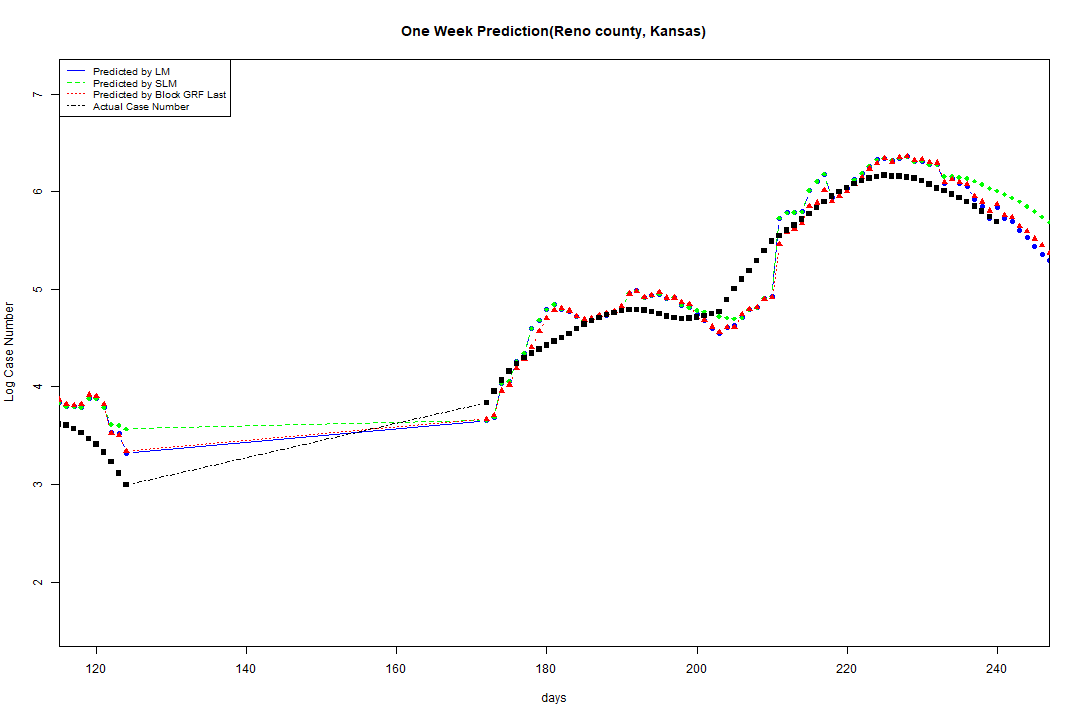 One Week Prediction(Reno county, Kansas)
Predicted by LM
Predicted by SLM
Predicted by Block GRF Last
Actual Case Number
7
6
5
4
3
2
Log Case Number
120 140 160 180 200 220 240
days